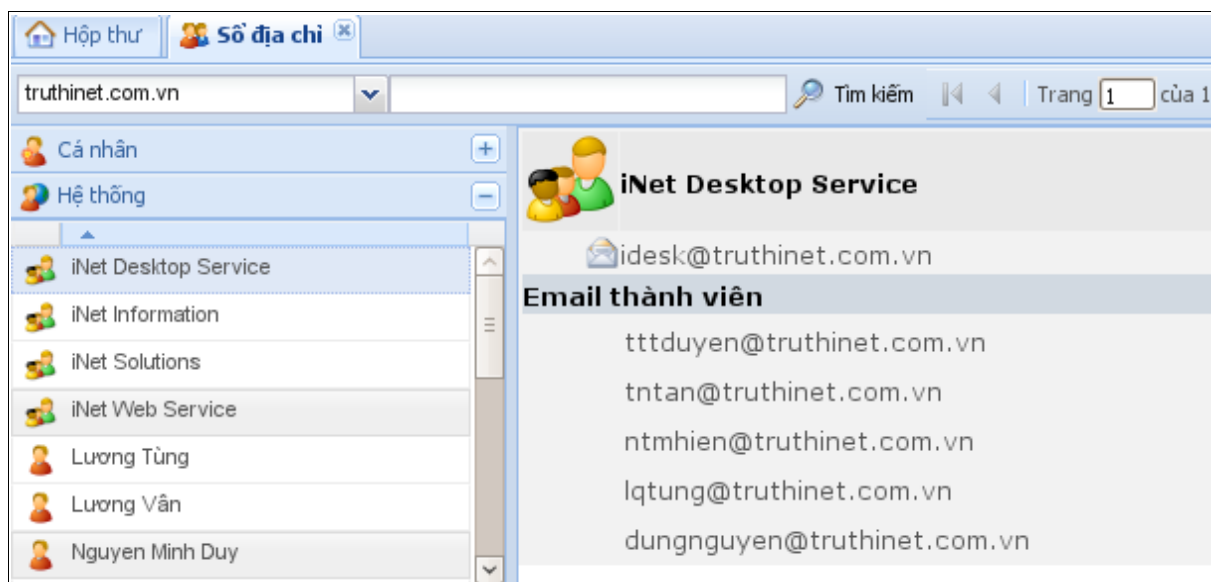 Hộp thư
Sổ địa chỉ
truthinet.com.vn
Tìm kiếm
Trang 1 của 1
Cá nhân
Hệ thống
iNet Desktop Service
iNet Information
iNet Solutions
iNet Web Service
Lương Tùng
Lương Vân
Nguyen Minh Duy
iNet Desktop Service
idesk@truthinet.com.vn
Email thành viên
tttduyen@truthinet.com.vn
tntan@truthinet.com.vn
ntmhien@truthinet.com.vn
lqtung@truthinet.com.vn
dungnguyen@truthinet.com.vn